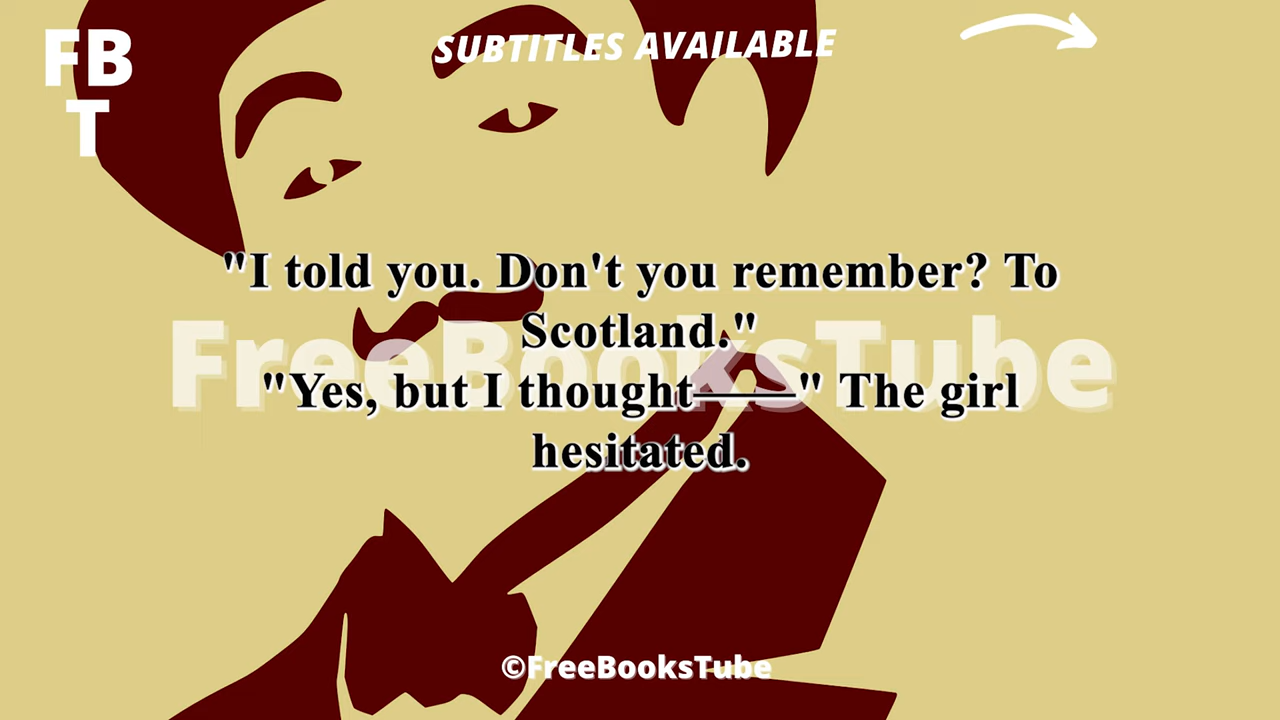 FB
T
SUBTITLES AVAILABLE
"I told you. Don't you remember? To
Scotland."
FreeBooksTube
"Yes, but I thought——" The girl
hesitated.
©FreeBooksTube